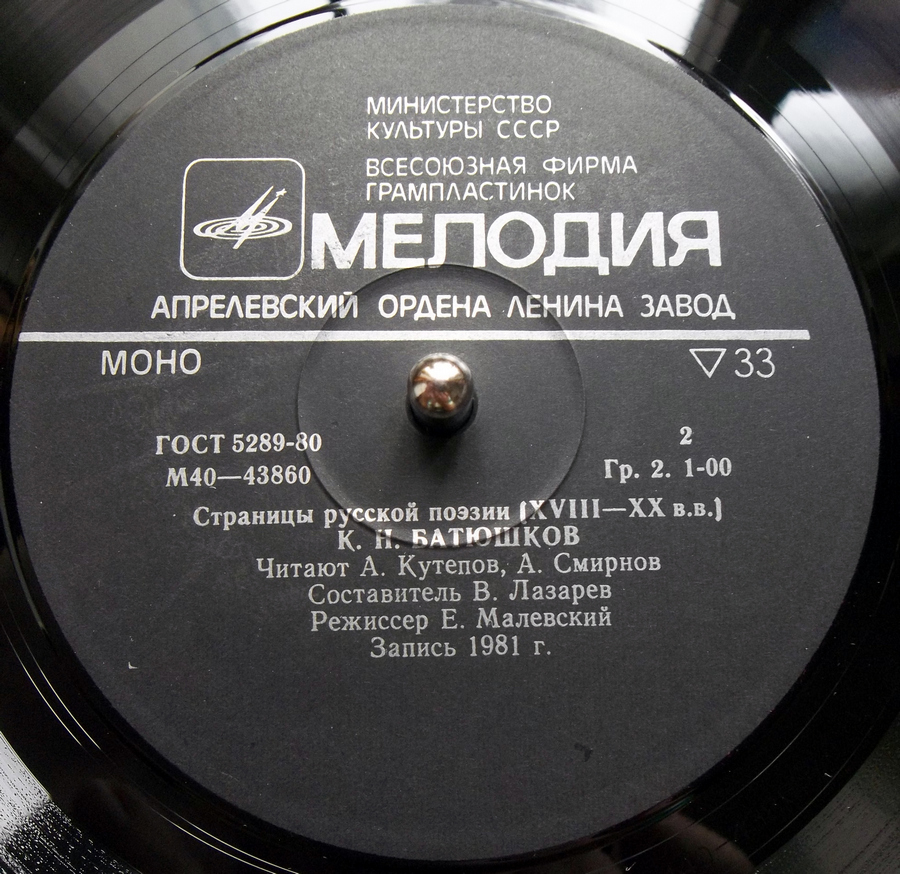 МИНИСТЕРСТВО
КУЛЬТУРЫ СССР
ВСЕСОЮЗНАЯ ФИРМА
ГРАМПЛАСТИНОК
МЕЛОДИЯ
АПРЕЛЕВСКИЙ ОРДЕНА ЛЕНИНА ЗАВОД
МОНО ▽33
ГОСТ 5289-80 2
М40—43860 Гр. 2. 1-00
Страницы русской поэзии (XVIII—XX в.в.)
К. Н. БАТЮШКОВ
Читают А. Кутепов, А. Смирнов
Составитель В. Лазарев
Режиссер Е. Малевский
Запись 1981 г.